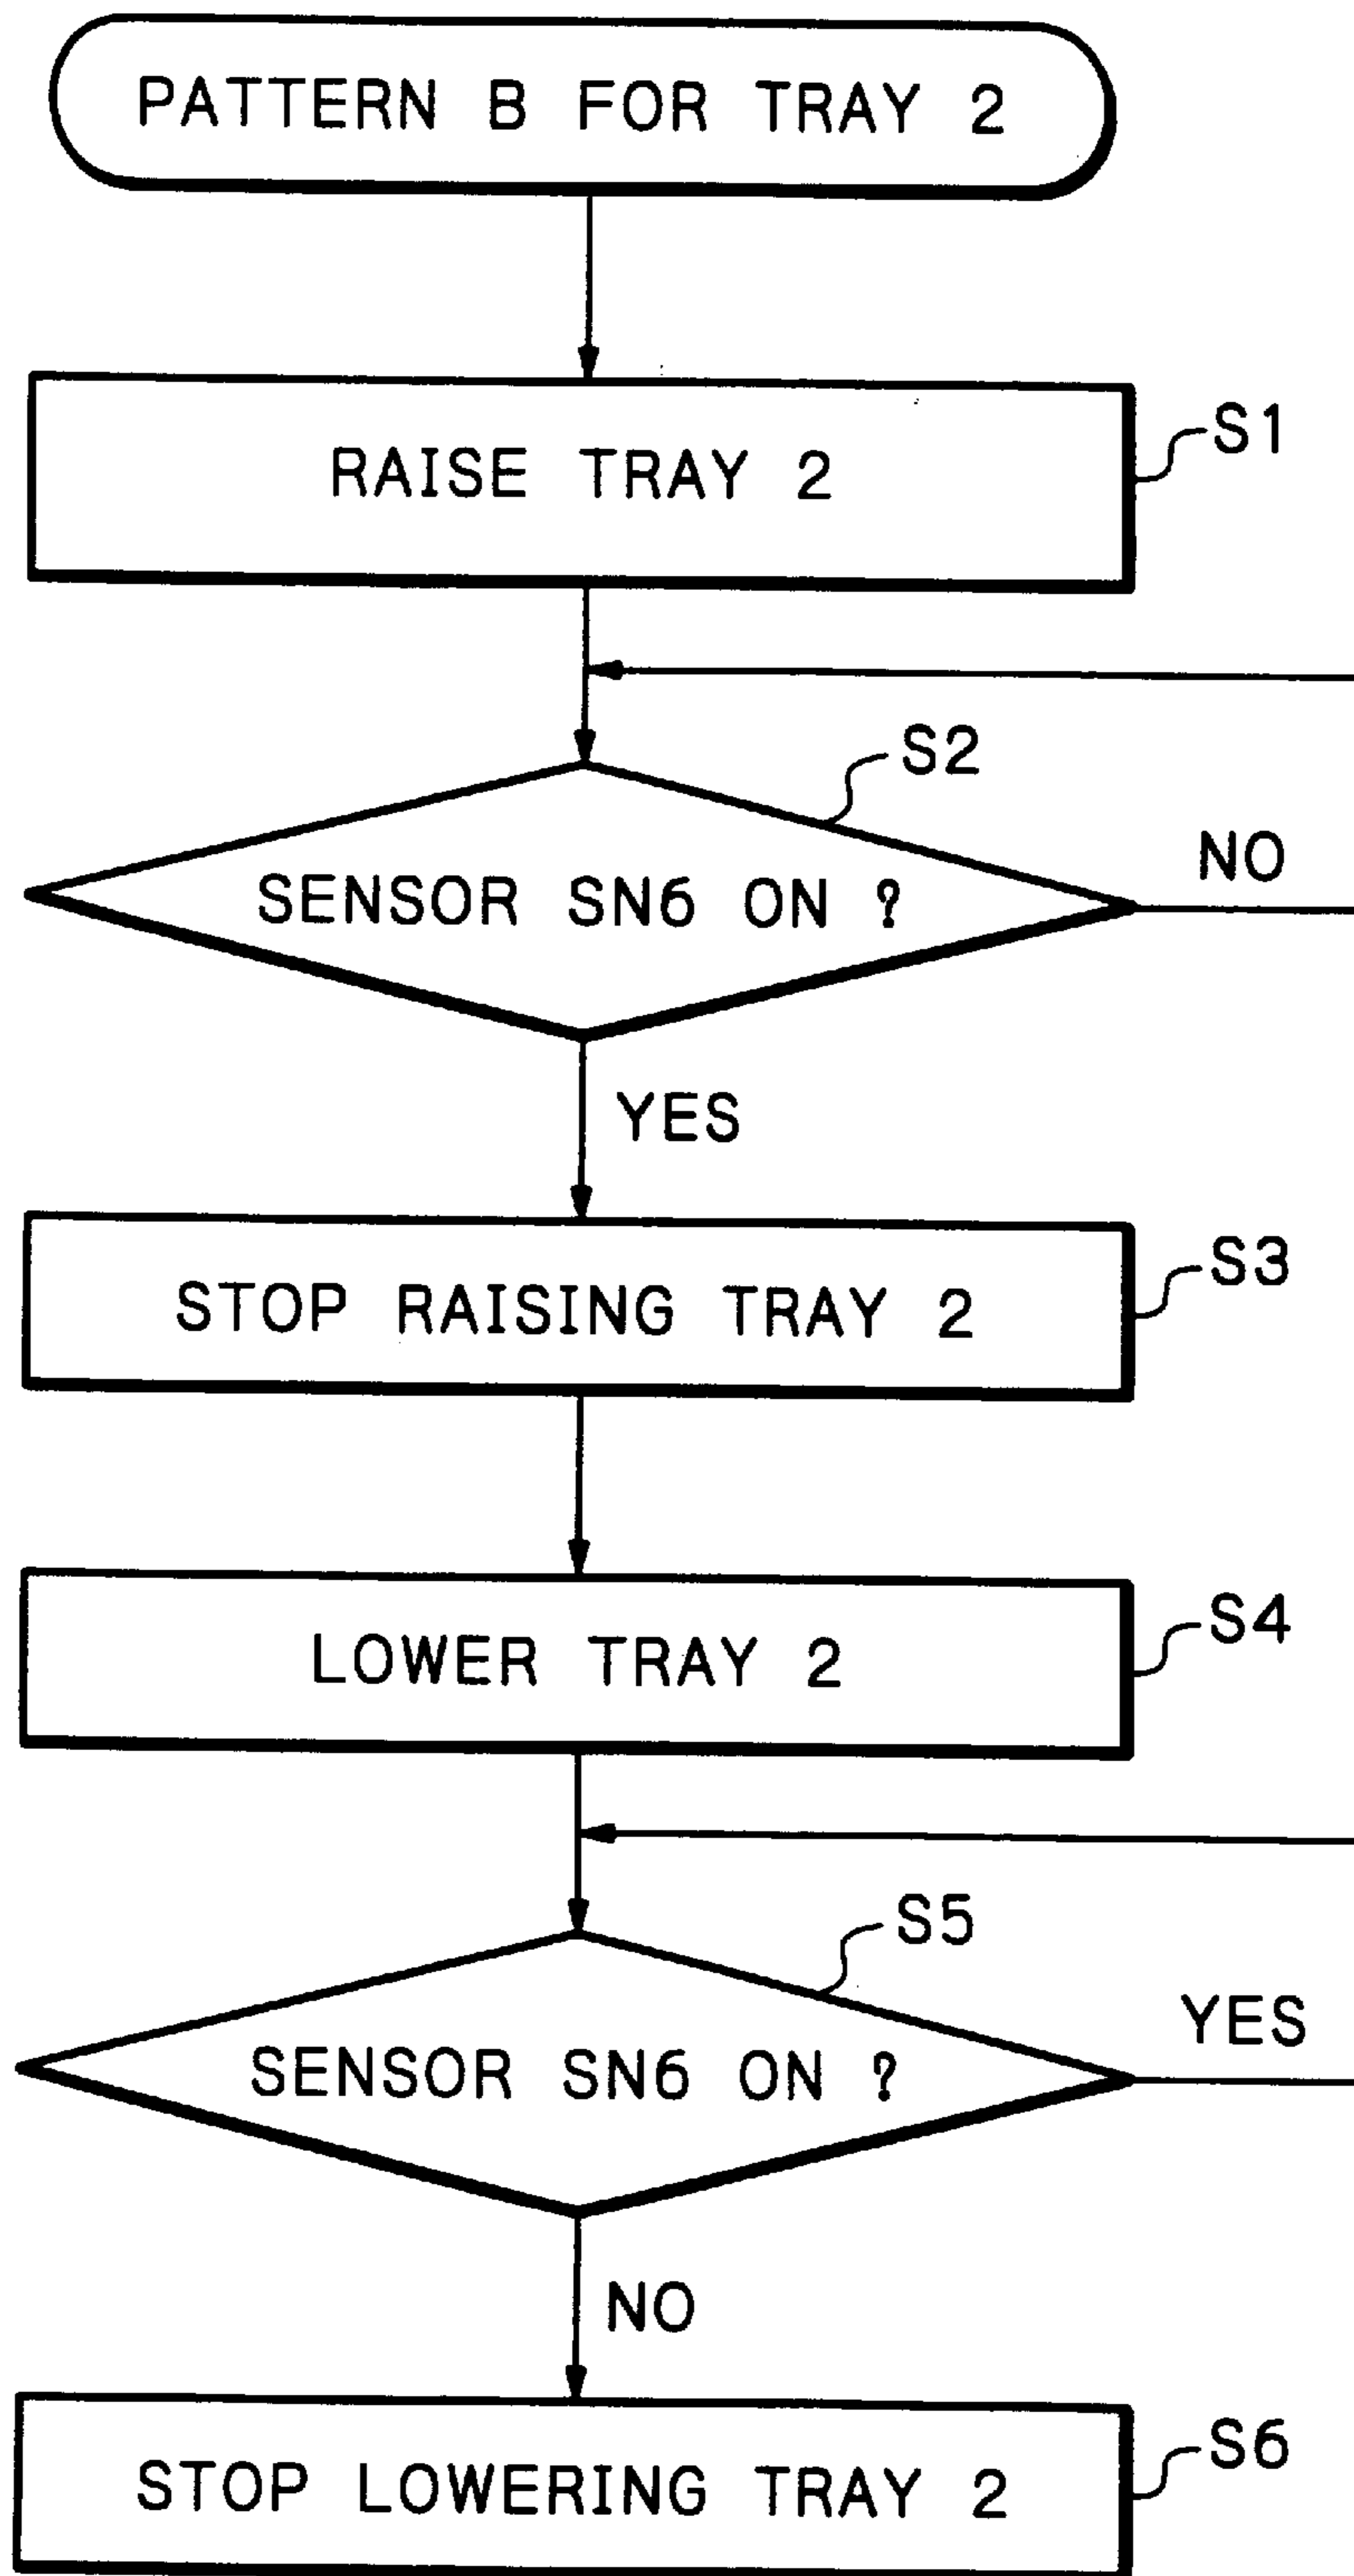 PATTERN B FOR TRAY 2
RAISE TRAY 2
S1
S2
SENSOR SN6 ON ?
NO
YES
STOP RAISING TRAY 2
S3
LOWER TRAY 2
S4
S5
SENSOR SN6 ON ?
YES
NO
STOP LOWERING TRAY 2
S6